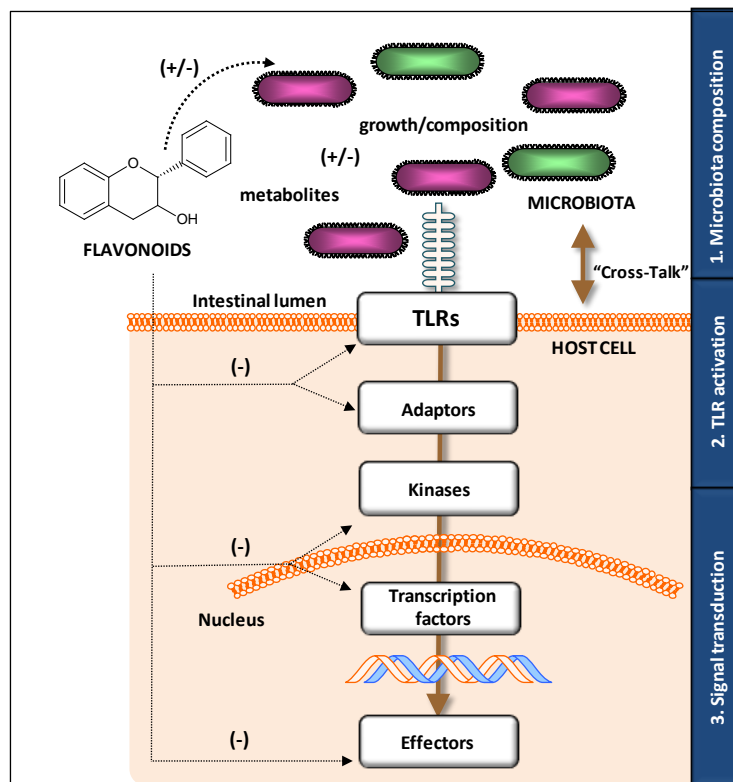 (+/-)
growth/composition
(+/-)
metabolites
MICROBIOTA
O
OH
FLAVONOIDS
"Cross-Talk"
Intestinal lumen
TLRs
HOST CELL
(-)
Adaptors
Kinases
(-)
Transcription
factors
Nucleus
(-)
Effectors
1. Microbiota composition
2. TLR activation
3. Signal transduction